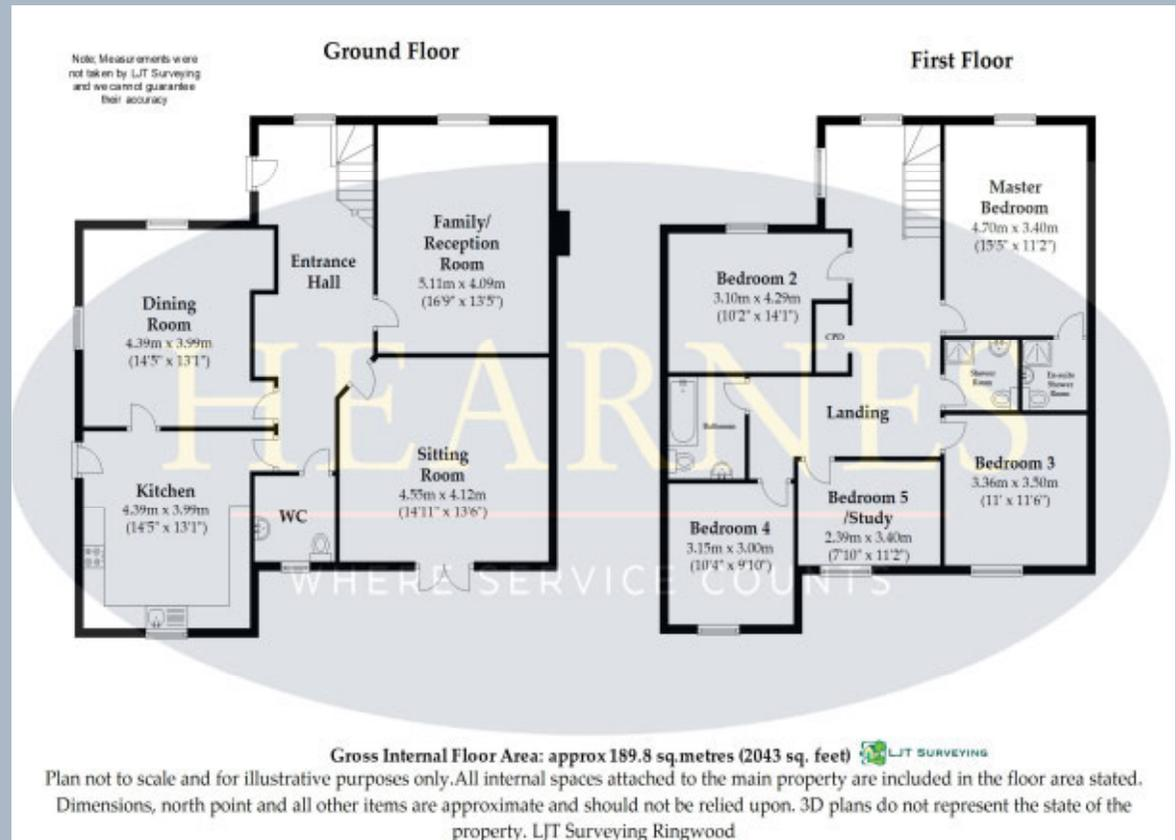 Note; Measurements were
not taken by LJT Surveying
and we cannot guarantee
their accuracy
Ground Floor
First Floor
Family/
Reception
Room
5.11m x 4.09m
(16'9" x 13'5")
Entrance
Hall
Dining
Room
4.39m x 3.99m
(14'5" x 13'1")
Kitchen
4.39m x 3.99m
(14'5" x 13'1")
WC
Sitting
Room
4.55m x 4.12m
(14'11" x 13'6")
Master
Bedroom
4.70m x 3.40m
(15'5" x 11'2")
Bedroom 2
3.10m x 4.29m
(10'2" x 14'1")
CPD
Shower
Room
En-suite
Shower
Room
Landing
Bathroom
Bedroom 3
3.36m x 3.50m
(11' x 11'6")
Bedroom 5
/Study
2.39m x 3.40m
(7'10" x 11'2")
Bedroom 4
3.15m x 3.00m
(10'4" x 9'10")
HEARNES
WHERE SERVICE COUNTS
Gross Internal Floor Area: approx 189.8 sq.metres (2043 sq. feet) LJT SURVEYING
Plan not to scale and for illustrative purposes only.All internal spaces attached to the main property are included in the floor area stated.
Dimensions, north point and all other items are approximate and should not be relied upon. 3D plans do not represent the state of the
property. LJT Surveying Ringwood